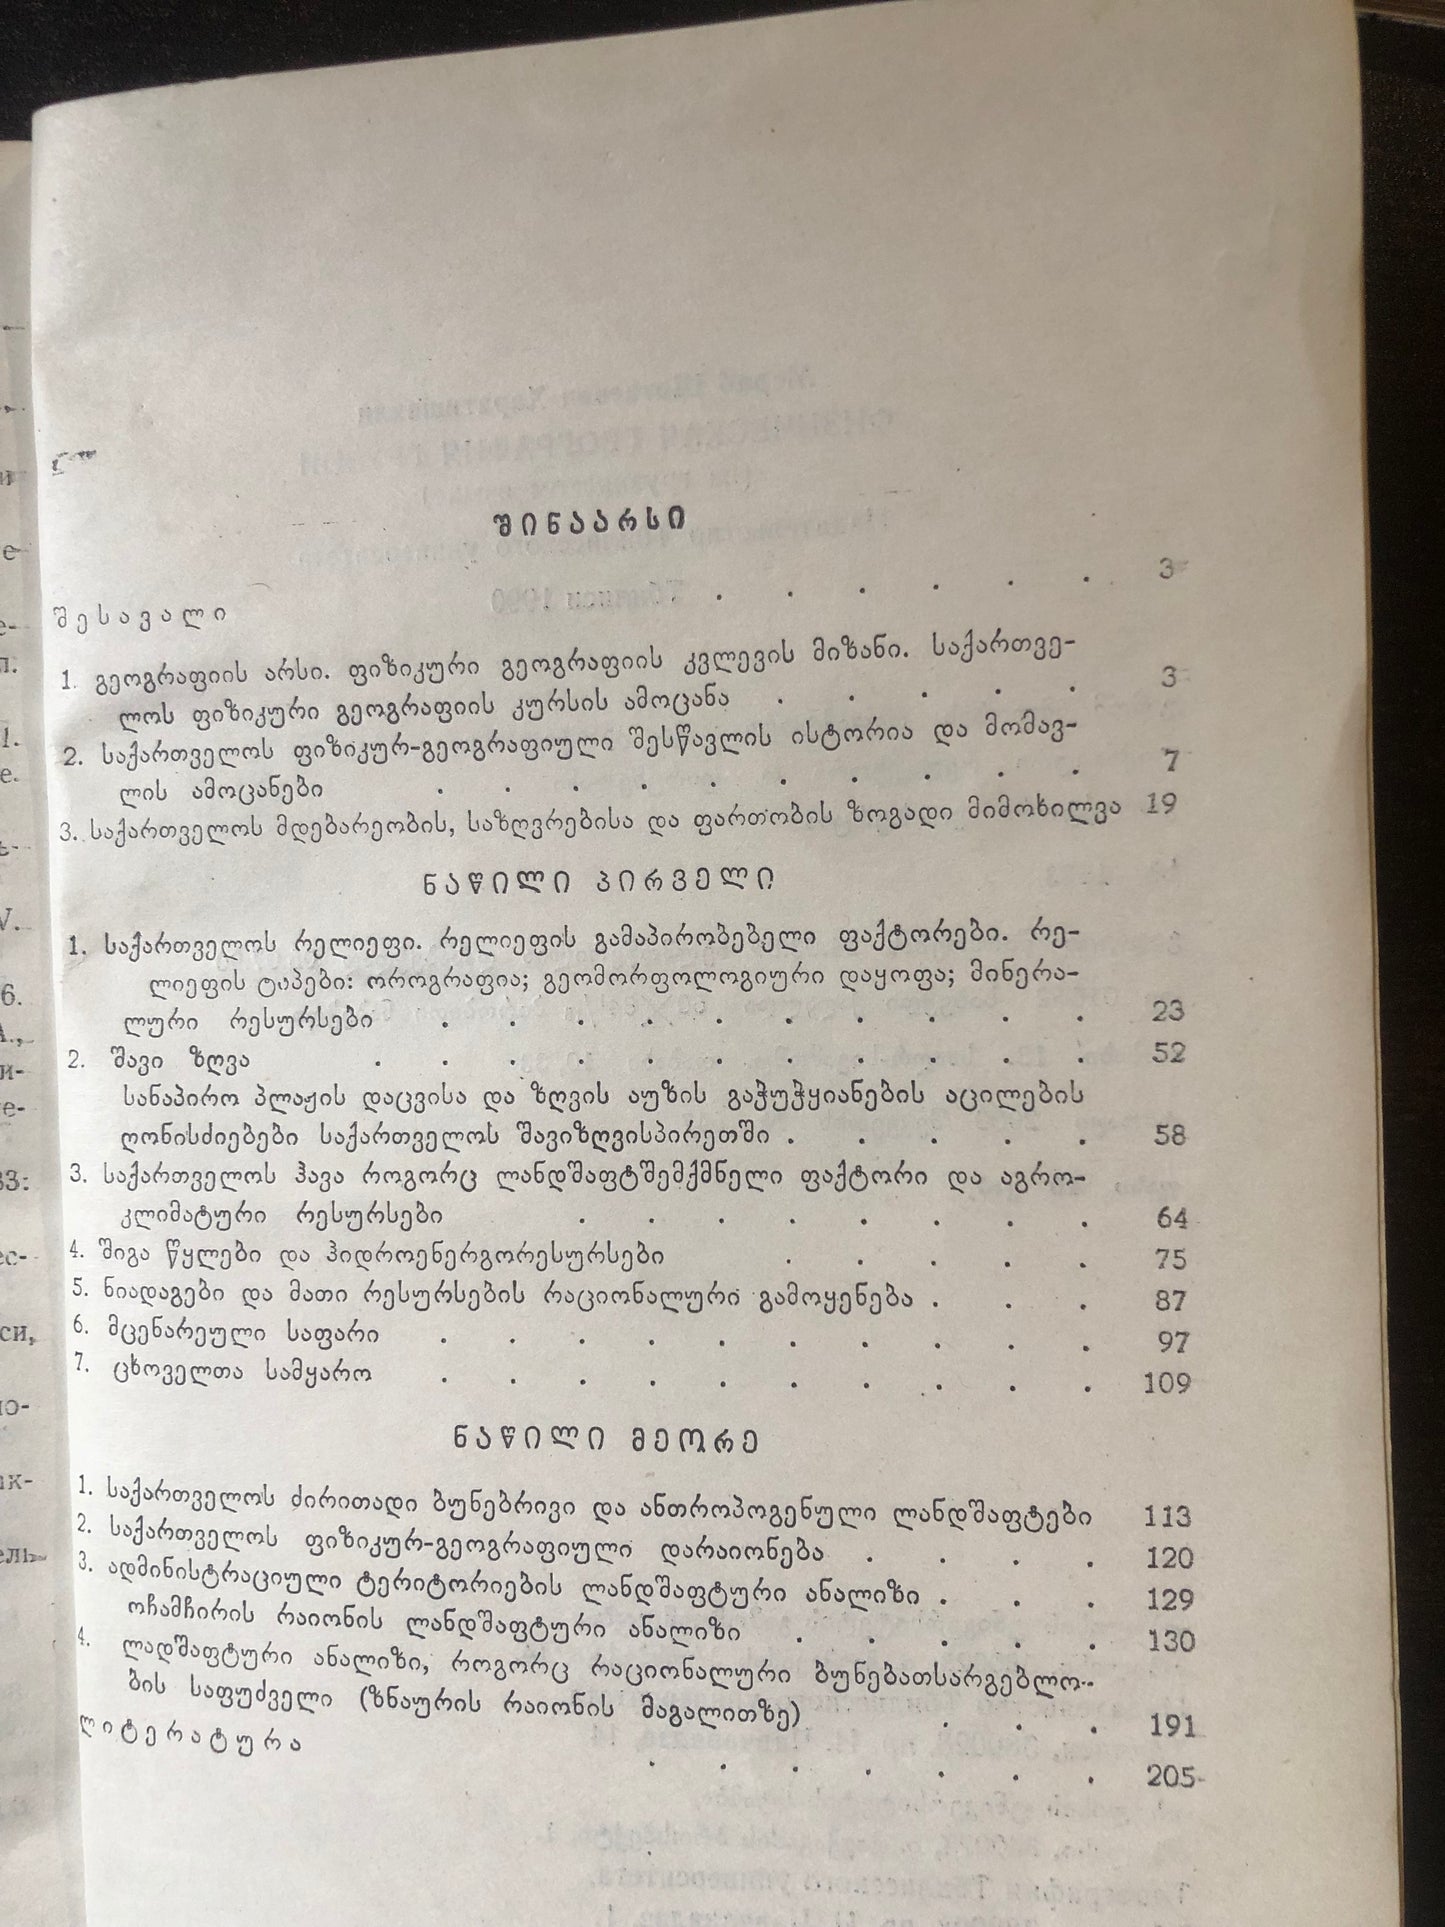 შინაარსი
შესავალი . . . . . . 3
1. გეოგრაფიის არსი. ფიზიკური გეოგრაფიის კვლევის მიზანი. საქართვე-
ლოს ფიზიკური გეოგრაფიის კურსის ამოცანა . . . . . 3
2. საქართველოს ფიზიკურ-გეოგრაფიული შესწავლის ისტორია და მომავ-
ლის ამოცანები . . . . . . . . . . 7
3. საქართველოს მდებარეობის, საზღვრებისა და ფართობის ზოგადი მიმოხილვა 19
ნაწილი პირველი
1. საქართველოს რელიეფი. რელიეფის გამაპირობებელი ფაქტორები. რე-
ლიეფის ტიპები: ოროგრაფია; გეომორფოლოგიური დაყოფა; მინერა-
ლური რესურსები . . . . . . . . . . 23
2. შავი ზღვა . . . . . . . . . . . 52
სანაპირო პლაჟის დაცვისა და ზღვის აუზის გაჭუჭყიანების აცილების
ღონისძიებები საქართველოს შავიზღვისპირეთში . . . . . 58
3. საქართველოს ჰავა როგორც ლანდშაფტშემქმნელი ფაქტორი და აგრო-
კლიმატური რესურსები . . . . . . . . 64
4. შიგა წყლები და ჰიდროენერგორესურსები . . . . . 75
5. ნიადაგები და მათი რესურსების რაციონალური გამოყენება . . . 87
6. მცენარეული საფარი . . . . . . . . . . 97
7. ცხოველთა სამყარო . . . . . . . . . . 109
ნაწილი მეორე
1. საქართველოს ძირითადი ბუნებრივი და ანთროპოგენული ლანდშაფტები 113
2. საქართველოს ფიზიკურ-გეოგრაფიული დარაიონება . . . . 120
3. ადმინისტრაციული ტერიტორიების ლანდშაფტური ანალიზი . . . 129
ოჩამჩირის რაიონის ლანდშაფტური ანალიზი . . . . . 130
4. ლადშაფტური ანალიზი, როგორც რაციონალური ბუნებათსარგებლო-
ბის საფუძველი (ზნაურის რაიონის მაგალითზე) . . . 191
ლიტერატურა . . . . . . . 205